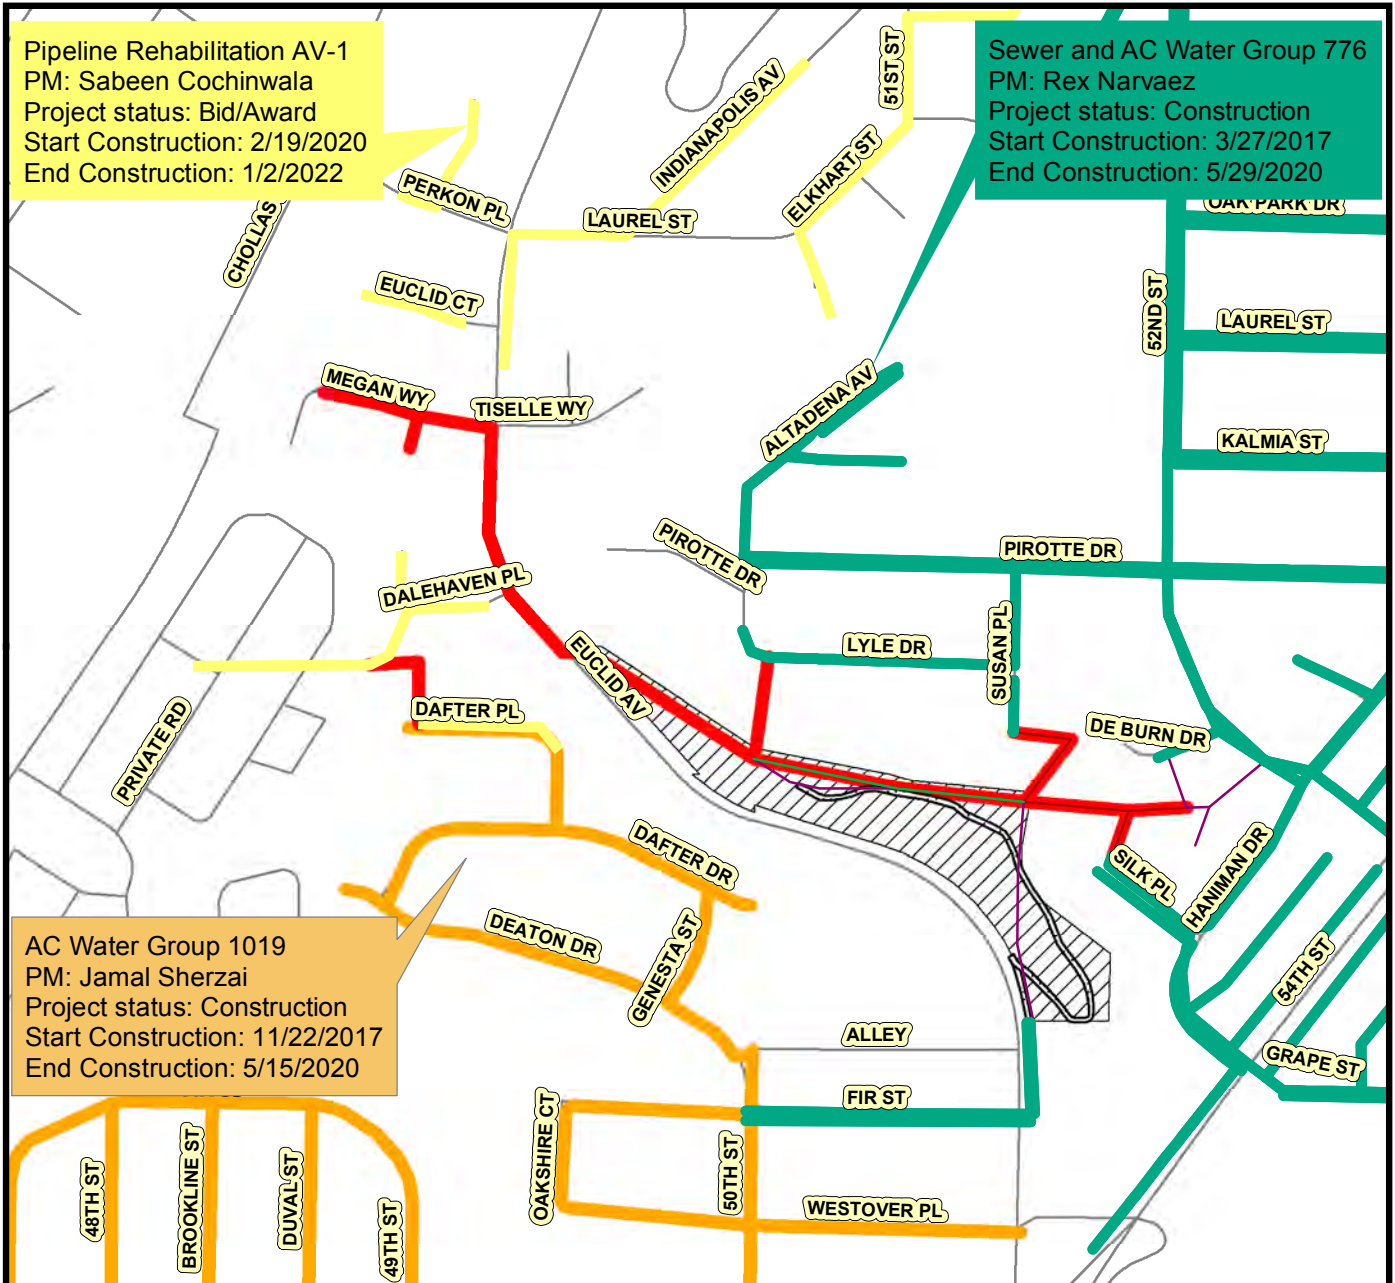 Pipeline Rehabilitation AV-1
PM: Sabeen Cochinwala
Project status: Bid/Award
Start Construction: 2/19/2020
End Construction: 1/2/2022
Sewer and AC Water Group 776
PM: Rex Narvaez
Project status: Construction
Start Construction: 3/27/2017
End Construction: 5/29/2020
51ST ST
INDIANAPOLIS AV
ELKHART ST
PERKON PL
LAUREL ST
OAK PARK DR
CHOLLAS
EUCLID CT
52ND ST
LAUREL ST
MEGAN WY
TISELLE WY
ALTADENA AV
KALMIA ST
PIROTTE DR
PIROTTE DR
DALEHAVEN PL
EUCLID AV
LYLE DR
SUSAN PL
DAFTER PL
DE BURN DR
PRIVATE RD
DAFTER DR
SILK PL
HANIMAN DR
DEATON DR
GENESTA ST
54TH ST
AC Water Group 1019
PM: Jamal Sherzai
Project status: Construction
Start Construction: 11/22/2017
End Construction: 5/15/2020
ALLEY
GRAPE ST
FIR ST
OAKSHIRE CT
50TH ST
WESTOVER PL
48TH ST
BROOKLINE ST
DUVAL ST
49TH ST